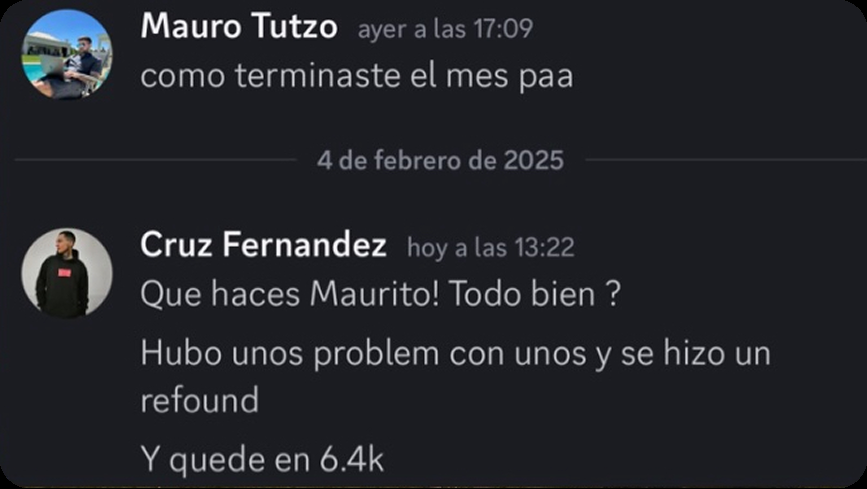 Mauro Tutzo ayer a las 17:09
como terminaste el mes paa
4 de febrero de 2025
Cruz Fernandez hoy a las 13:22
Que haces Maurito! Todo bien ?
Hubo unos problem con unos y se hizo un
refound
Y quede en 6.4k